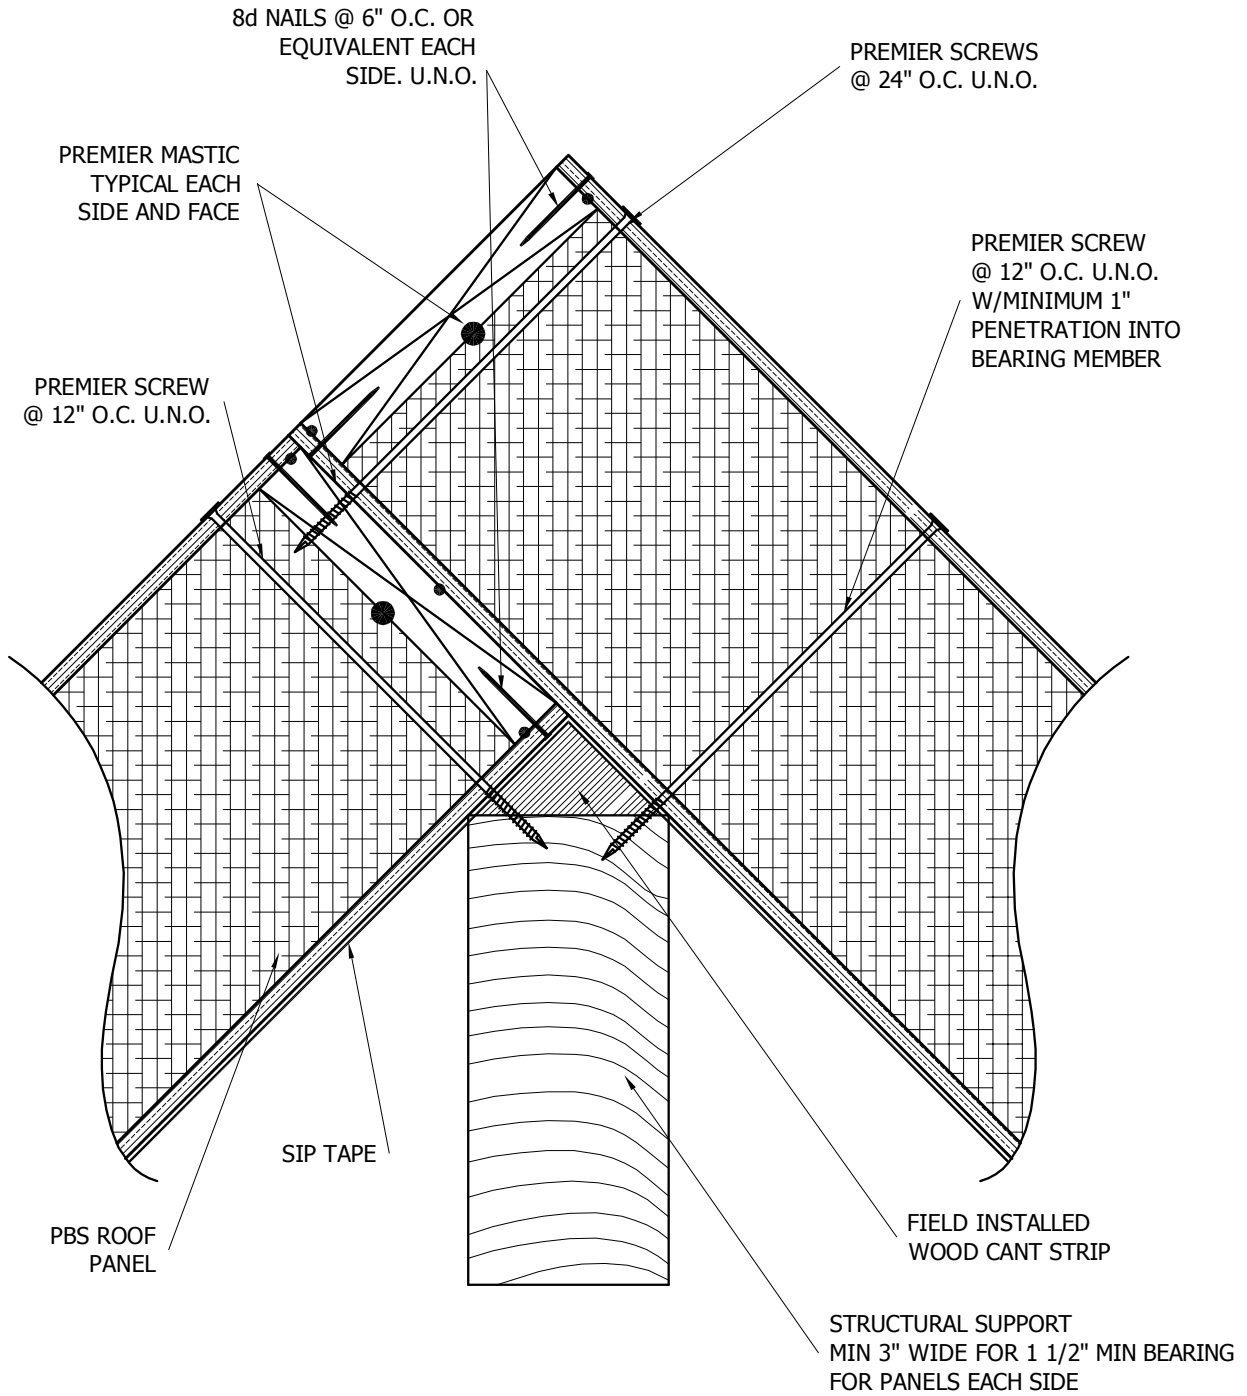 8d NAILS @ 6" O.C. OR
EQUIVALENT EACH
SIDE. U.N.O.
PREMIER SCREWS
@ 24" O.C. U.N.O.
PREMIER MASTIC
TYPICAL EACH
SIDE AND FACE
PREMIER SCREW
@ 12" O.C. U.N.O.
W/MINIMUM 1"
PENETRATION INTO
BEARING MEMBER
PREMIER SCREW
@ 12" O.C. U.N.O.
SIP TAPE
PBS ROOF
PANEL
FIELD INSTALLED
WOOD CANT STRIP
STRUCTURAL SUPPORT
MIN 3" WIDE FOR 1 1/2" MIN BEARING
FOR PANELS EACH SIDE